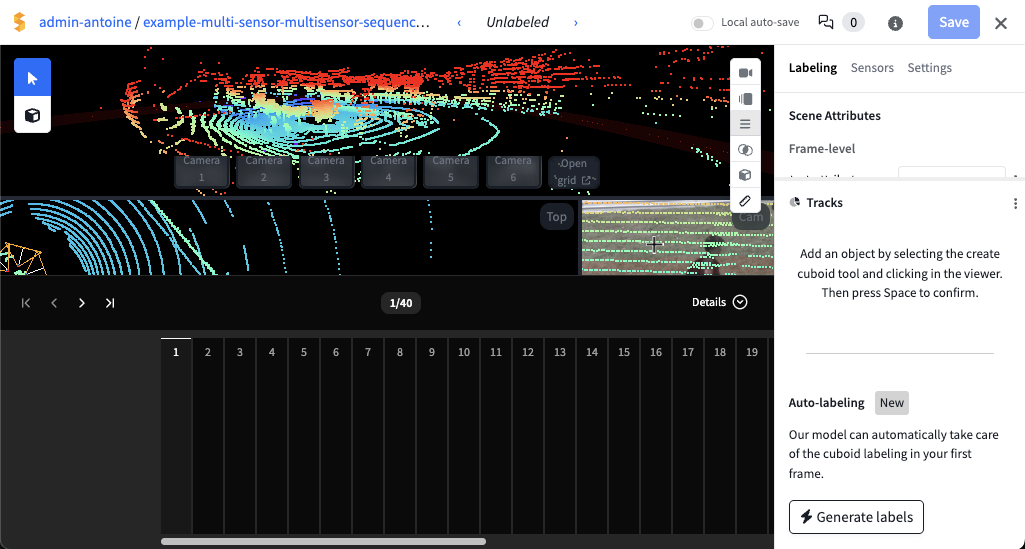 admin-antoine / example-multi-sensor-multisensor-sequenc...
‹ Unlabeled ›
Local auto-save
0
Save
Labeling Sensors Settings
Scene Attributes
Frame-level
Camera 1
Camera 2
Camera 3
Camera 4
Camera 5
Camera 6
Open grid
Top
Cam
Tracks
Add an object by selecting the create
cuboid tool and clicking in the viewer.
Then press Space to confirm.
1/40
Details
1 2 3 4 5 6 7 8 9 10 11 12 13 14 15 16 17 18 19
Auto-labeling New
Our model can automatically take care
of the cuboid labeling in your first
frame.
Generate labels